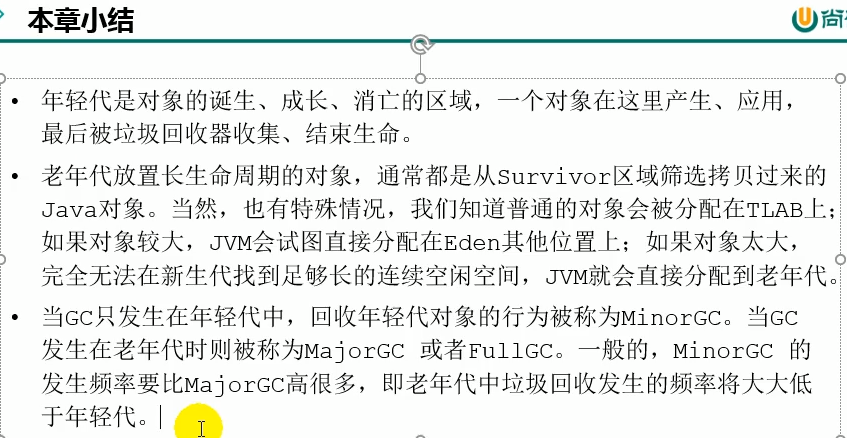 本章小结
尚
• 年轻代是对象的诞生、成长、消亡的区域，一个对象在这里产生、应用，
最后被垃圾回收器收集、结束生命。
• 老年代放置长生命周期的对象，通常都是从Survivor区域筛选拷贝过来的
Java对象。当然，也有特殊情况，我们知道普通的对象会被分配在TLAB上；
如果对象较大，JVM会试图直接分配在Eden其他位置上；如果对象太大，
完全无法在新生代找到足够长的连续空闲空间，JVM就会直接分配到老年代。
• 当GC只发生在年轻代中，回收年轻代对象的行为被称为MinorGC。当GC
发生在老年代时则被称为MajorGC 或者FullGC。一般的，MinorGC 的
发生频率要比MajorGC高很多，即老年代中垃圾回收发生的频率将大大低
于年轻代。